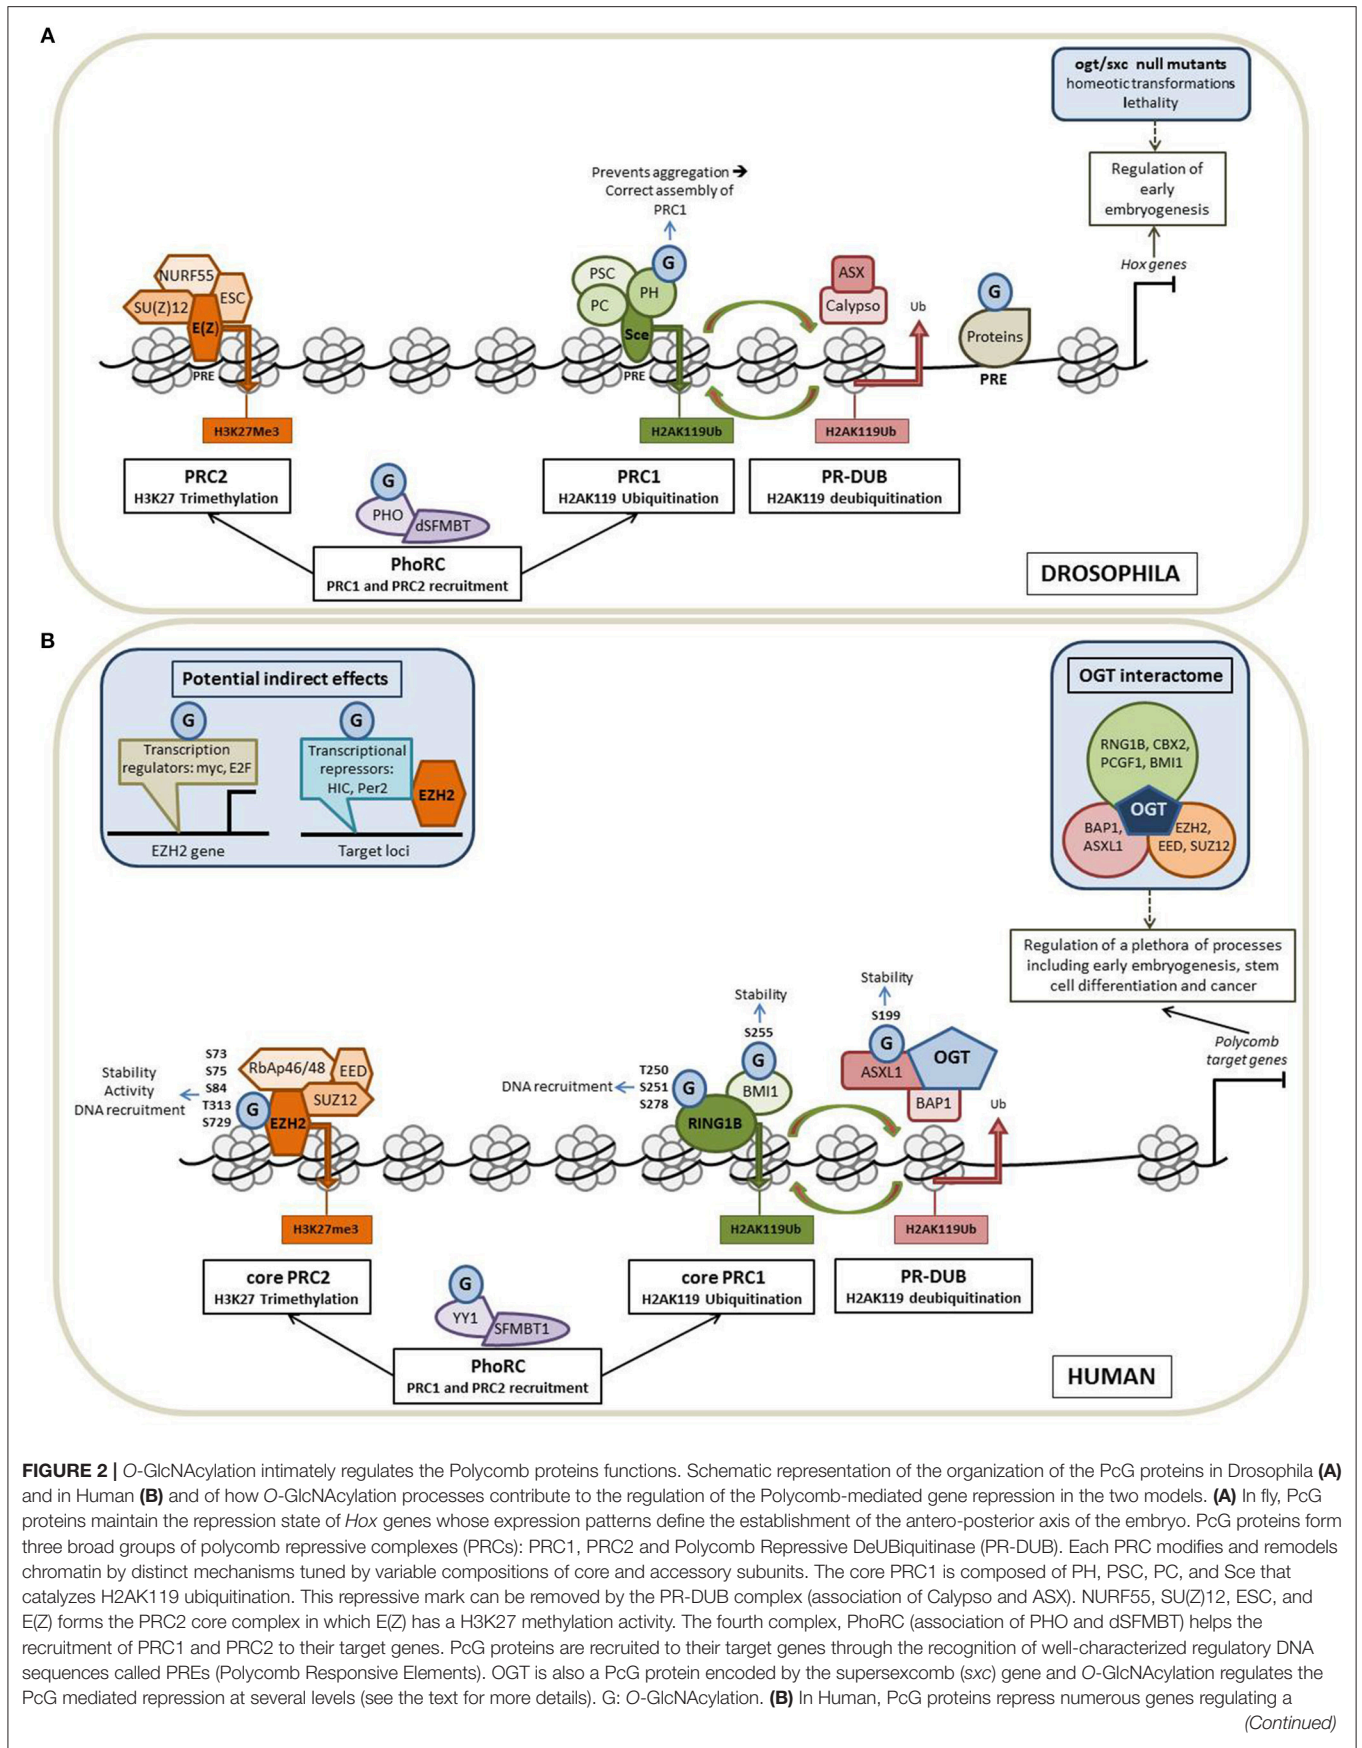 A
ogt/sxc null mutants
homeotic transformations
lethality
Regulation of
early
embryogenesis
Hox genes
Prevents aggregation ➔
Correct assembly of
PRC1
G
PSC
PH
PC
Sce
NURF55
ESC
SU(Z)12
E(Z)
ASX
Calypso
Ub
G
Proteins
PRE
PRE
PRE
H3K27Me3
H2AK119Ub
H2AK119Ub
PRC2
H3K27 Trimethylation
G
PHO
dSFMBT
PRC1
H2AK119 Ubiquitination
PR-DUB
H2AK119 deubiquitination
PhoRC
PRC1 and PRC2 recruitment
DROSOPHILA
B
Potential indirect effects
G
G
Transcription
regulators: myc, E2F
Transcriptional
repressors:
HIC, Per2
EZH2
EZH2 gene
Target loci
OGT interactome
RNG1B, CBX2,
PCGF1, BMI1
OGT
BAP1,
ASXL1
EZH2,
EED, SUZ12
Regulation of a plethora of processes
including early embryogenesis, stem
cell differentiation and cancer
Polycomb
target genes
Stability
Activity
DNA recruitment
S73
S75
S84
T313
S729
G
RbAp46/48
EED
SUZ12
EZH2
DNA recruitment
T250
S251
S278
G
RING1B
Stability
S255
G
BMI1
Stability
S199
G
ASXL1
OGT
BAP1
Ub
H3K27me3
H2AK119Ub
H2AK119Ub
core PRC2
H3K27 Trimethylation
G
YY1
SFMBT1
core PRC1
H2AK119 Ubiquitination
PR-DUB
H2AK119 deubiquitination
PhoRC
PRC1 and PRC2 recruitment
HUMAN
FIGURE 2 | O-GlcNAcylation intimately regulates the Polycomb proteins functions. Schematic representation of the organization of the PcG proteins in Drosophila (A)
and in Human (B) and of how O-GlcNAcylation processes contribute to the regulation of the Polycomb-mediated gene repression in the two models. (A) In fly, PcG
proteins maintain the repression state of Hox genes whose expression patterns define the establishment of the antero-posterior axis of the embryo. PcG proteins form
three broad groups of polycomb repressive complexes (PRCs): PRC1, PRC2 and Polycomb Repressive DeUBiquitinase (PR-DUB). Each PRC modifies and remodels
chromatin by distinct mechanisms tuned by variable compositions of core and accessory subunits. The core PRC1 is composed of PH, PSC, PC, and Sce that
catalyzes H2AK119 ubiquitination. This repressive mark can be removed by the PR-DUB complex (association of Calypso and ASX). NURF55, SU(Z)12, ESC, and
E(Z) forms the PRC2 core complex in which E(Z) has a H3K27 methylation activity. The fourth complex, PhoRC (association of PHO and dSFMBT) helps the
recruitment of PRC1 and PRC2 to their target genes. PcG proteins are recruited to their target genes through the recognition of well-characterized regulatory DNA
sequences called PREs (Polycomb Responsive Elements). OGT is also a PcG protein encoded by the supersexcomb (sxc) gene and O-GlcNAcylation regulates the
PcG mediated repression at several levels (see the text for more details). G: O-GlcNAcylation. (B) In Human, PcG proteins repress numerous genes regulating a
(Continued)